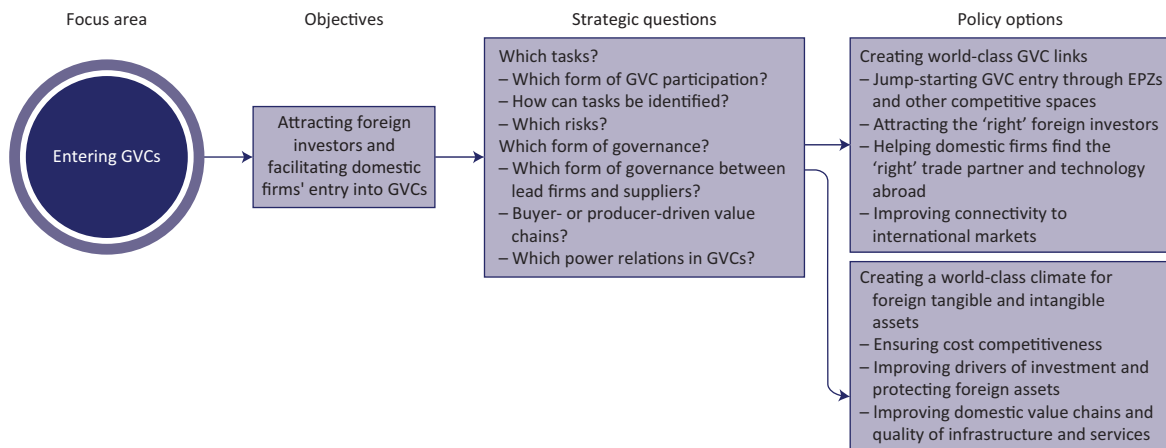 Focus area
Objectives
Strategic questions
Policy options
Entering GVCs
Attracting foreign
investors and
facilitating domestic
firms' entry into GVCs
Which tasks?
– Which form of GVC participation?
– How can tasks be identified?
– Which risks?
Which form of governance?
– Which form of governance between
lead firms and suppliers?
– Buyer- or producer-driven value
chains?
– Which power relations in GVCs?
Creating world-class GVC links
– Jump-starting GVC entry through EPZs
and other competitive spaces
– Attracting the ‘right’ foreign investors
– Helping domestic firms find the
‘right’ trade partner and technology
abroad
– Improving connectivity to
international markets
Creating a world-class climate for
foreign tangible and intangible
assets
– Ensuring cost competitiveness
– Improving drivers of investment and
protecting foreign assets
– Improving domestic value chains and
quality of infrastructure and services